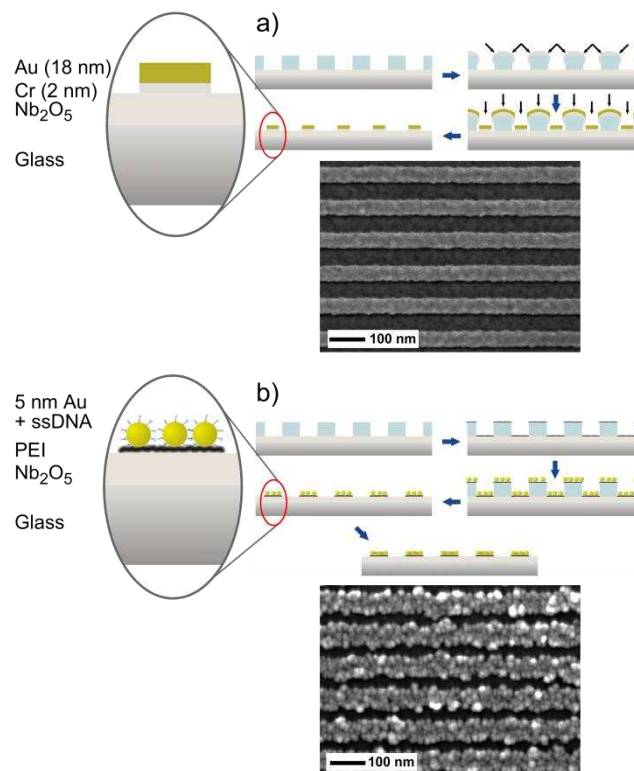 a)
Au (18 nm)
Cr (2 nm)
Nb₂O₅
Glass
100 nm
b)
5 nm Au
+ ssDNA
PEI
Nb₂O₅
Glass
100 nm